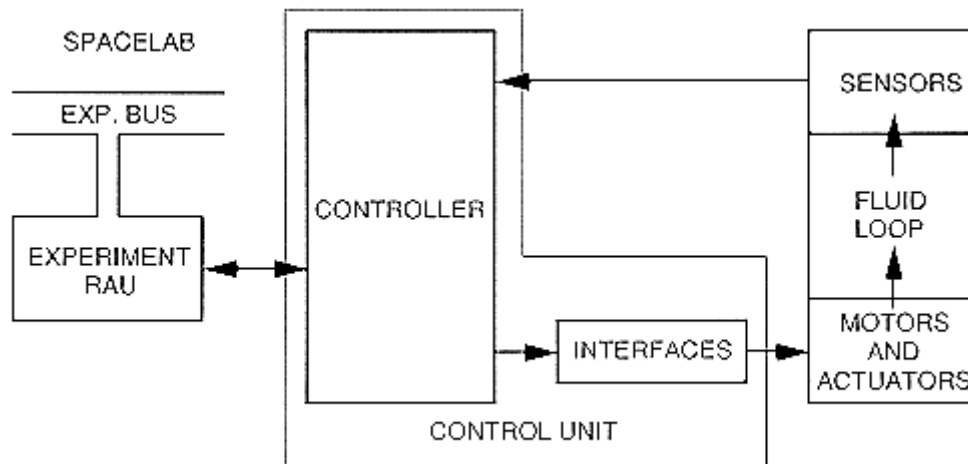 SPACELAB
EXP. BUS
EXPERIMENT
RAU
CONTROLLER
INTERFACES
CONTROL UNIT
SENSORS
FLUID
LOOP
MOTORS
AND
ACTUATORS